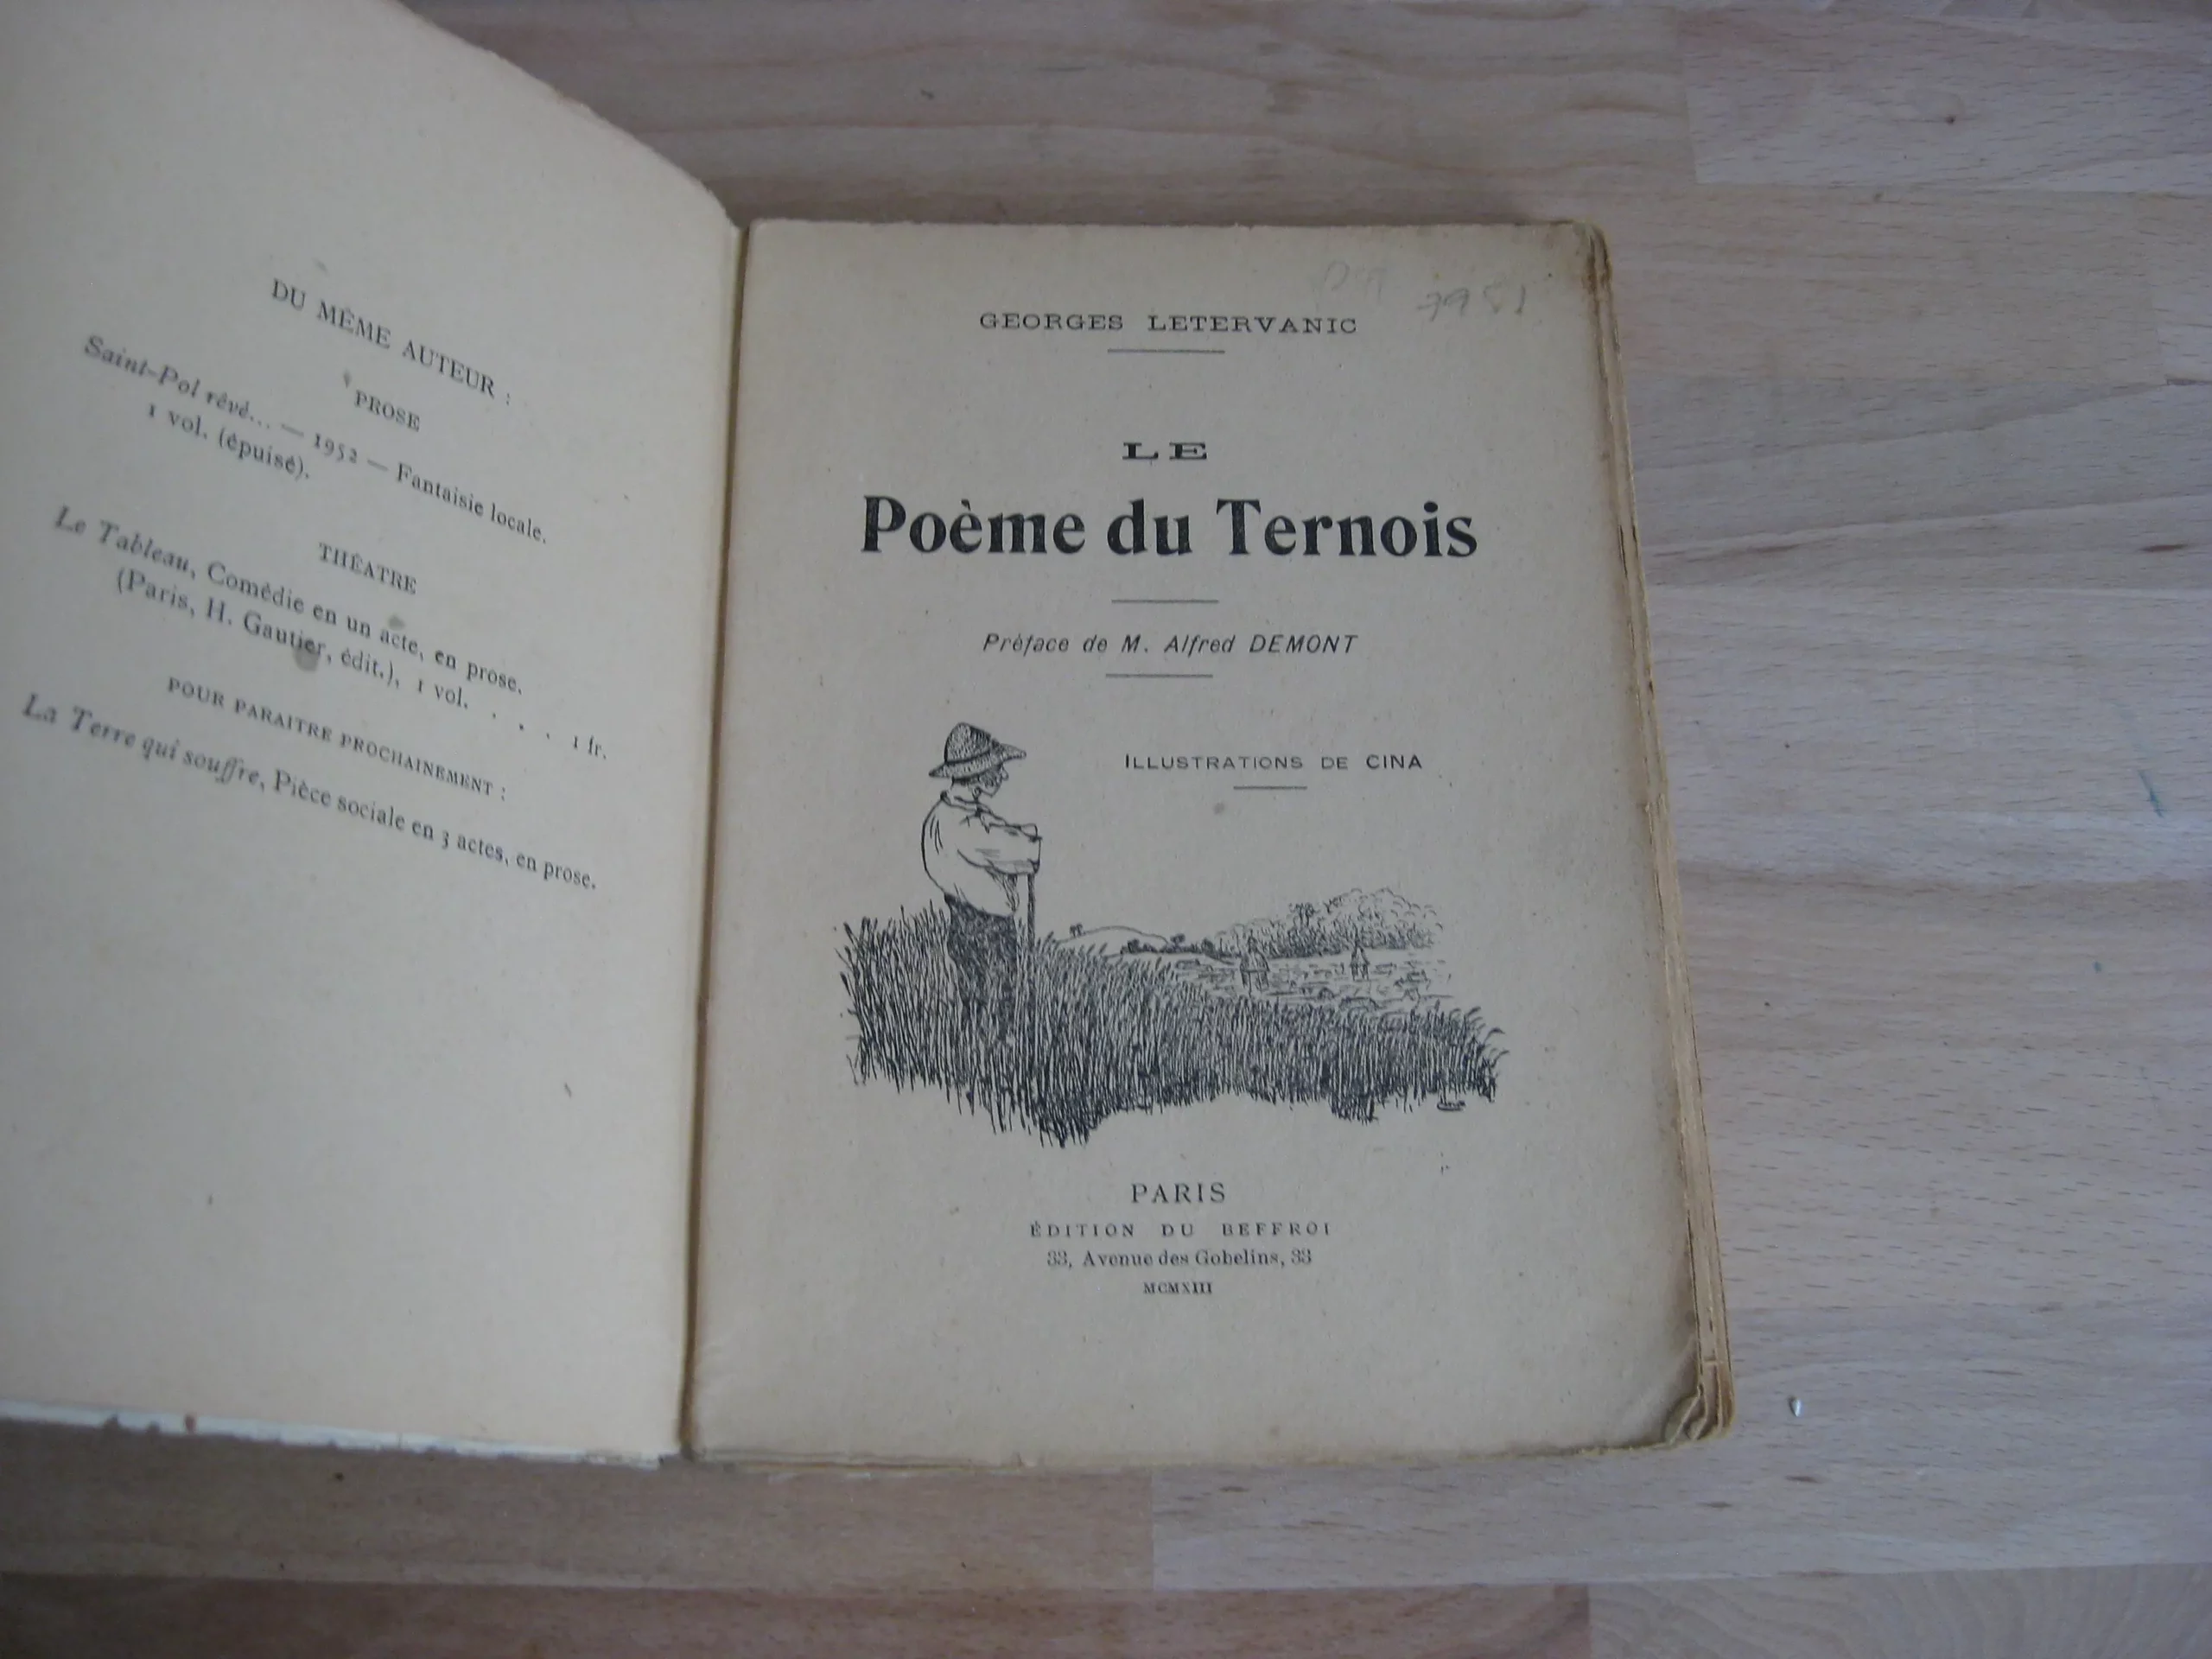 DU MÊME AUTEUR :
PROSE
Saint-Pol rêvé... — 1952 — Fantaisie locale.
1 vol. (épuisé).
THÉATRE
Le Tableau, Comédie en un acte, en prose.
(Paris, H. Gautier, édit.), 1 vol. . . . 1 fr.
POUR PARAITRE PROCHAINEMENT :
La Terre qui souffre, Pièce sociale en 3 actes, en prose.
GEORGES LETERVANIC
LE
Poème du Ternois
Préface de M. Alfred DEMONT
ILLUSTRATIONS DE CINA
PARIS
ÉDITION DU BEFFROI
33, Avenue des Gobelins, 33
MCMXIII